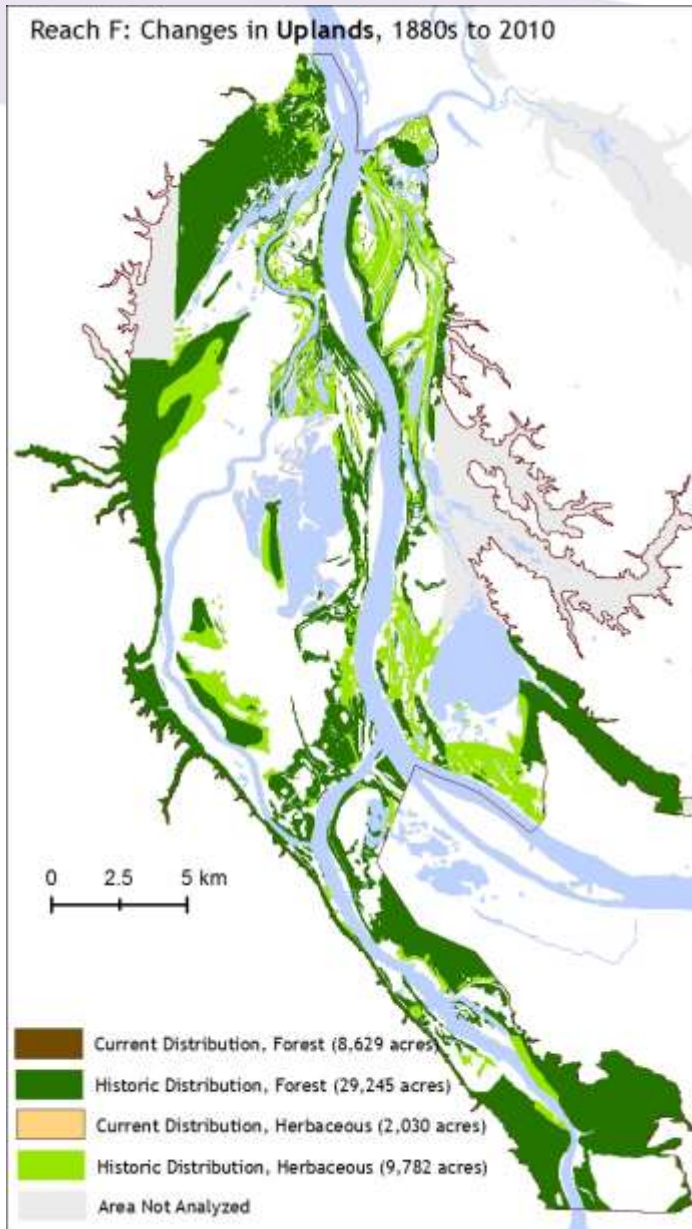 Reach F: Changes in Uplands, 1880s to 2010
0 2.5 5 km
Current Distribution, Forest (8,629 acres)
Historic Distribution, Forest (29,245 acres)
Current Distribution, Herbaceous (2,030 acres)
Historic Distribution, Herbaceous (9,782 acres)
Area Not Analyzed